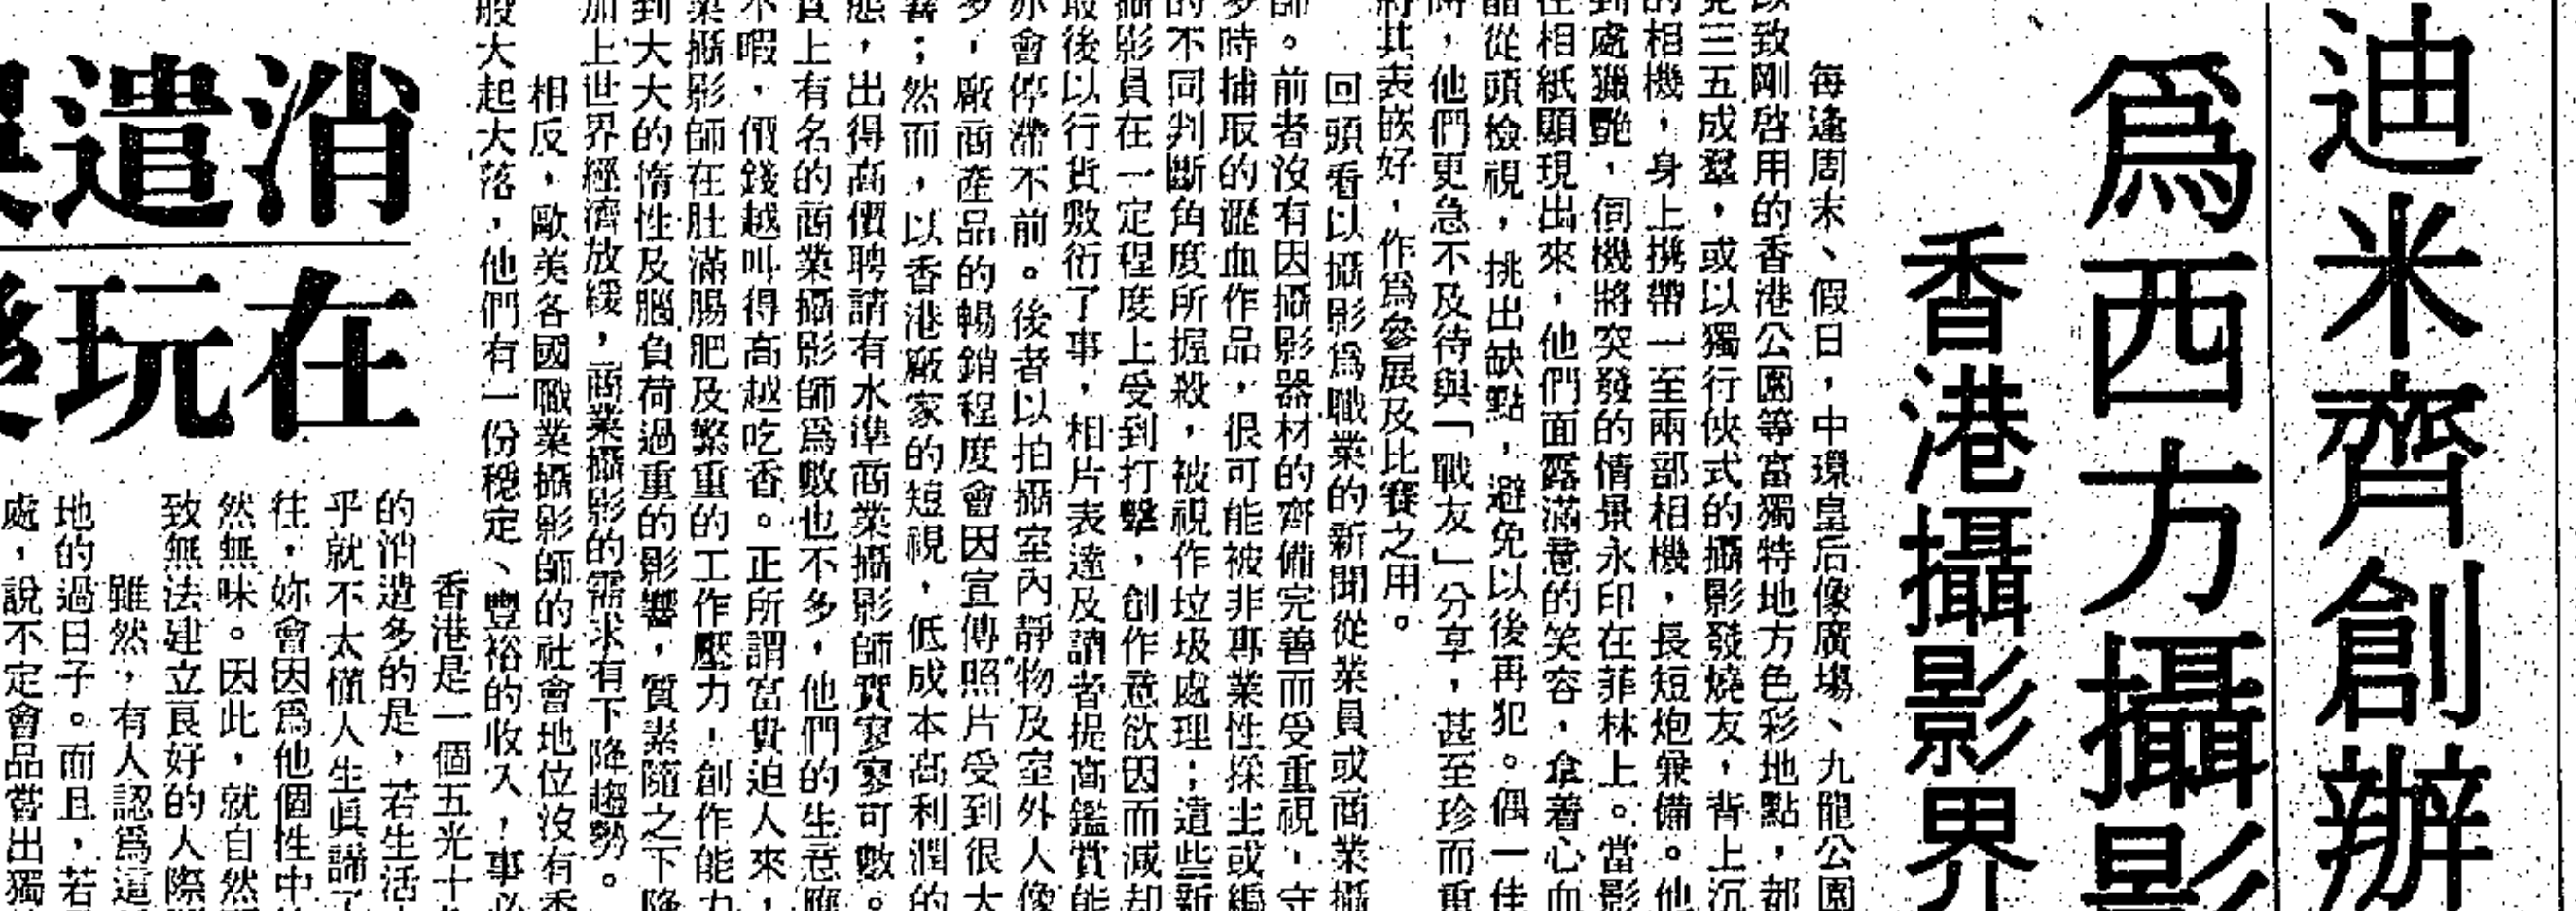 迪米齊創辦
爲西方攝影
香港攝影界
每逢周末、假日，中環皇后像廣場、九龍公園
以致剛啓用的香港公園等富獨特地方色彩地點，都
見三五成羣，或以獨行俠式的攝影發燒友，背上沉
的相機，身上携帶一至兩部相機，長短炮兼備。他
到處獵艷，伺機將突發的情景永印在菲林上。當影
在相紙顯現出來，他們面露滿意的笑容，拿着心血
晶從頭檢視，挑出缺點，避免以後再犯。偶一佳
時，他們更急不及待與「戰友」分享，甚至珍而重
將其表嵌好，作爲參展及比賽之用。
回頭看以攝影爲職業的新聞從業員或商業攝
師。前者沒有因攝影器材的齊備完善而受重視，守
多時捕取的瀝血作品，很可能被非專業性採主或編
的不同判斷角度所握殺，被視作垃圾處理；這些新
攝影員在一定程度上受到打擊，創作意欲因而減却
最後以行貨敷衍了事，相片表達及讀者提高鑑賞能
亦會停滯不前。後者以拍攝室內靜物及室外人像
多，廠商產品的暢銷程度會因宣傳照片受到很大
響；然而，以香港廠家的短視，低成本高利潤的
態，出得高價聘請有水準商業攝影師實寥寥可數。
質上有名的商業攝影師爲數也不多，他們的生意應
不暇，價錢越叫得高越吃香。正所謂富貴迫人來，
業攝影師在肚滿腸肥及繁重的工作壓力，創作能力
到大大的惰性及腦負荷過重的影響，質素隨之下降
加上世界經濟放緩，商業攝影的需求有下降趨勢。
相反，歐美各國職業攝影師的社會地位沒有香
般大起大落，他們有一份穩定、豐裕的收入，事必
消遣
在玩
香港是一個五光十
的消遣多的是，若生活
乎就不太懂人生眞諦了
往，妳會因爲他個性中
然無味。因此，就自然
致無法建立良好的人際
雖然，有人認爲這
地的過日子。而且，若
處，說不定會品嘗出獨